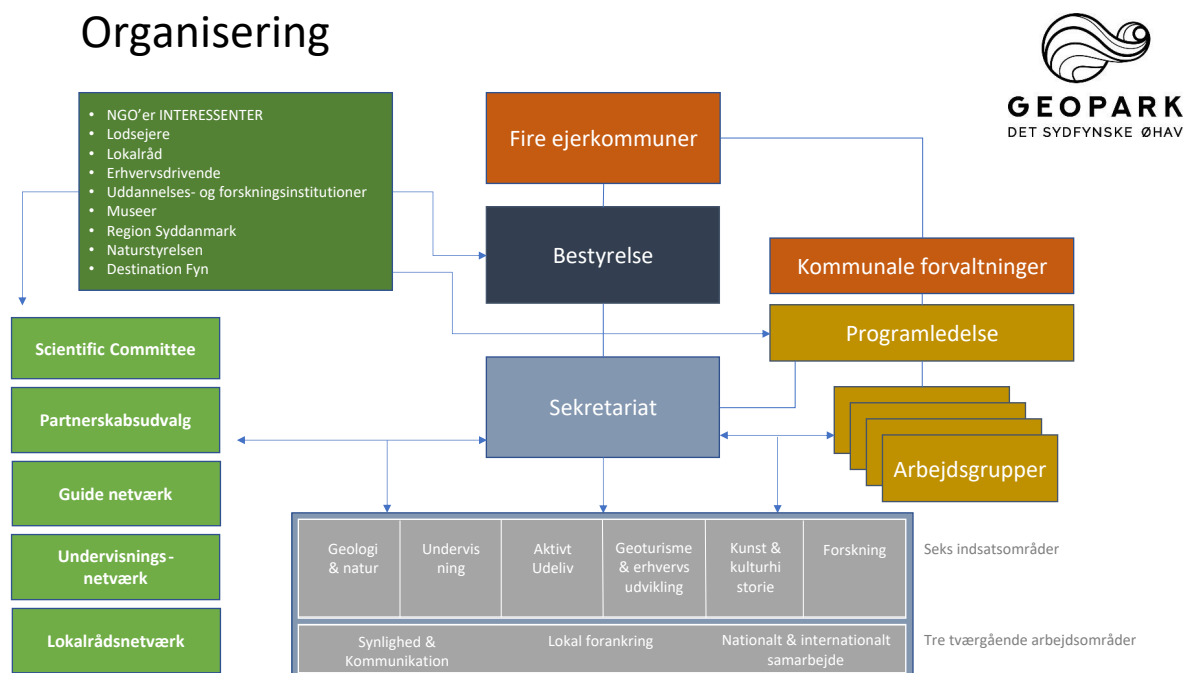 Organisering
GEOPARK
DET SYDFYNSKE ØHAV
• NGO'er INTERESSENTER
• Lodsejere
• Lokalråd
• Erhvervsdrivende
• Uddannelses- og forskningsinstitutioner
• Museer
• Region Syddanmark
• Naturstyrelsen
• Destination Fyn
Fire ejerkommuner
Bestyrelse
Kommunale forvaltninger
Programledelse
Sekretariat
Arbejdsgrupper
Scientific Committee
Partnerskabsudvalg
Guide netværk
Undervisnings-
netværk
Lokalrådsnetværk
Geologi
& natur
Undervis
ning
Aktivt
Udeliv
Geoturisme
& erhvervs
udvikling
Kunst &
kulturhi
storie
Forskning
Seks indsatsområder
Synlighed &
Kommunikation
Lokal forankring
Nationalt & internationalt
samarbejde
Tre tværgående arbejdsområder